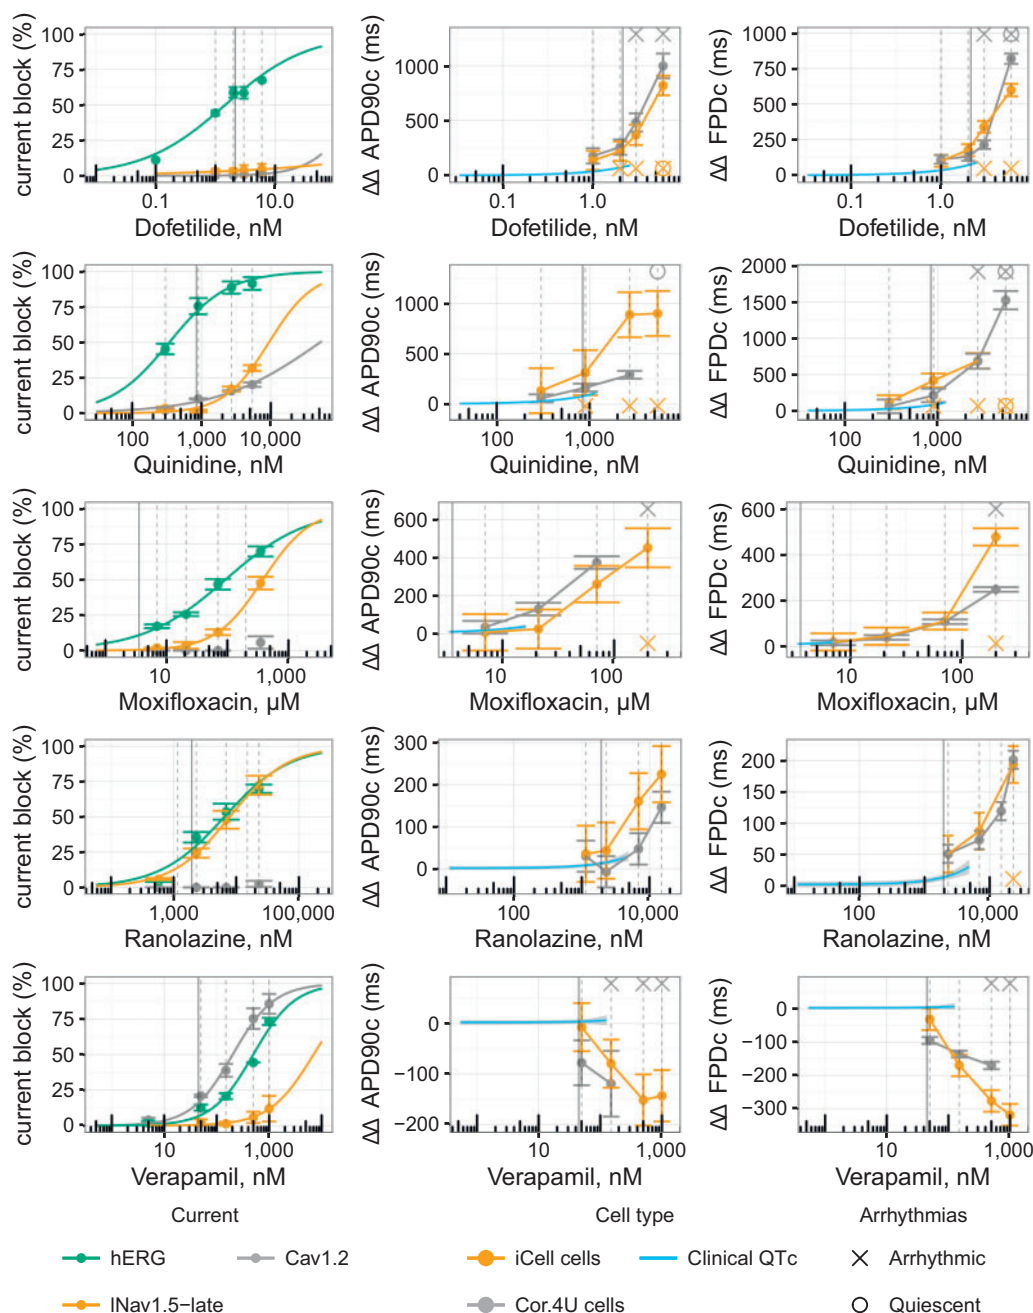 current block (%)
100
75
50
25
0
0.1
10.0
Dofetilide, nM
ΔΔ APD90c (ms)
1000
500
0
0.1
1.0
Dofetilide, nM
ΔΔ FPDc (ms)
1000
750
500
250
0
0.1
1.0
Dofetilide, nM
current block (%)
100
75
50
25
0
100
1,000
10,000
Quinidine, nM
ΔΔ APD90c (ms)
1000
500
0
100
1,000
Quinidine, nM
ΔΔ FPDc (ms)
2000
1500
1000
500
0
100
1,000
Quinidine, nM
current block (%)
100
75
50
25
0
10
1,000
Moxifloxacin, µM
ΔΔ APD90c (ms)
600
400
200
0
10
100
Moxifloxacin, µM
ΔΔ FPDc (ms)
600
400
200
0
10
100
Moxifloxacin, µM
current block (%)
100
75
50
25
0
1,000
100,000
Ranolazine, nM
ΔΔ APD90c (ms)
300
200
100
0
100
10,000
Ranolazine, nM
ΔΔ FPDc (ms)
200
150
100
50
0
100
10,000
Ranolazine, nM
current block (%)
100
75
50
25
0
10
1,000
Verapamil, nM
ΔΔ APD90c (ms)
0
−100
−200
10
1,000
Verapamil, nM
ΔΔ FPDc (ms)
0
−100
−200
−300
10
1,000
Verapamil, nM
Current
Cell type
Arrhythmias
hERG
Cav1.2
iCell cells
Clinical QTc
Arrhythmic
INav1.5−late
Cor.4U cells
Quiescent